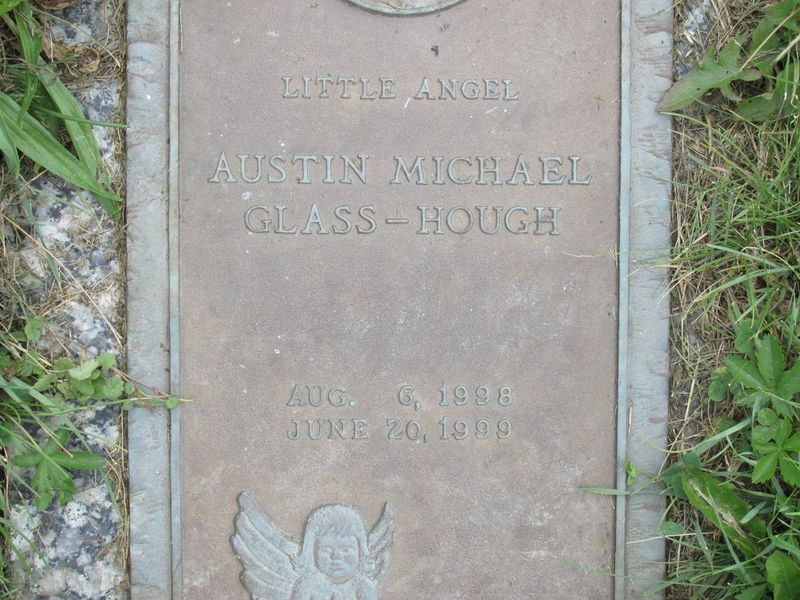 LITTLE ANGEL
AUSTIN MICHAEL
GLASS-HOUGH
AUG. 6, 1998
JUNE 20, 1999